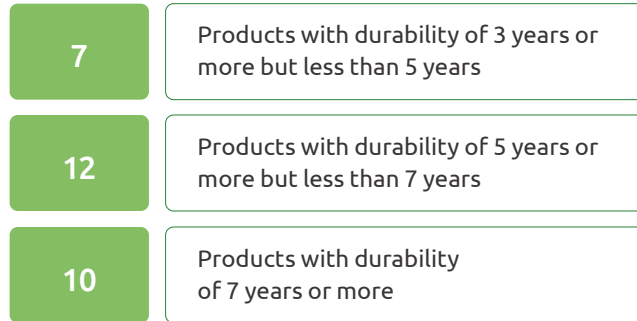 7
Products with durability of 3 years or
more but less than 5 years
12
Products with durability of 5 years or
more but less than 7 years
10
Products with durability
of 7 years or more